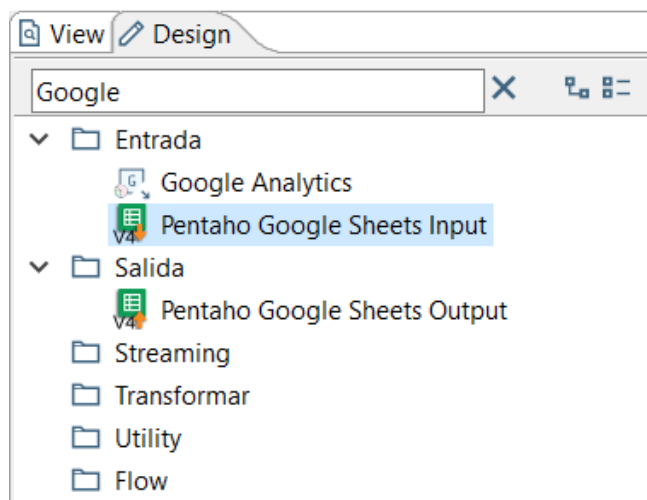 View Design
Google
Entrada
Google Analytics
V4 Pentaho Google Sheets Input
Salida
V4 Pentaho Google Sheets Output
Streaming
Transformar
Utility
Flow